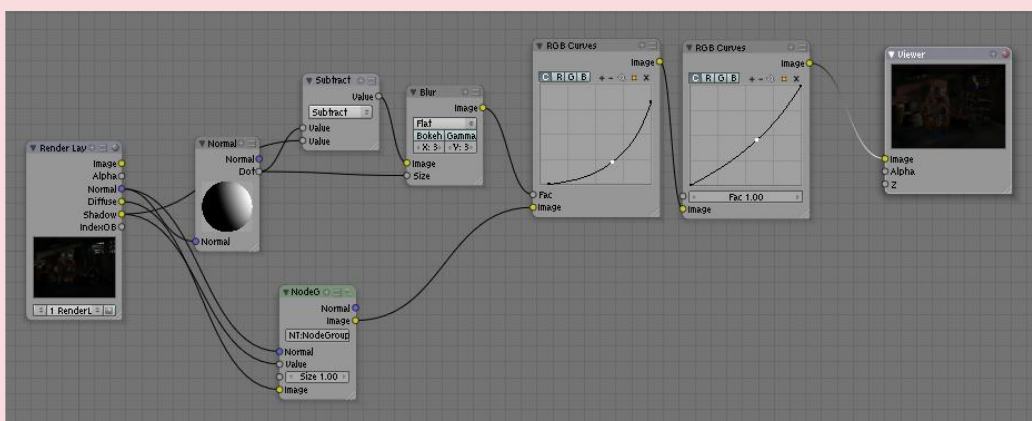 Render Lay
Image
Alpha
Normal
Diffuse
Shadow
IndexOB
1 RenderL
Normal
Normal
Dot
Normal
Subtract
Value
Subtract
Value
Value
Blur
Image
Flat
Bokeh Gamma
X: 3 Y: 3
Image
Size
NodeG
Normal
Image
NT:NodeGroup
Normal
Value
Size 1.00
Image
RGB Curves
Image
C R G B
Fac
Image
RGB Curves
Image
C R G B
Fac 1.00
Image
Viewer
Image
Alpha
Z